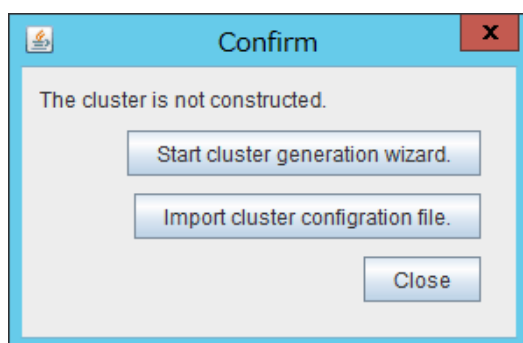 Confirm
x
The cluster is not constructed.
Start cluster generation wizard.
Import cluster configration file.
Close